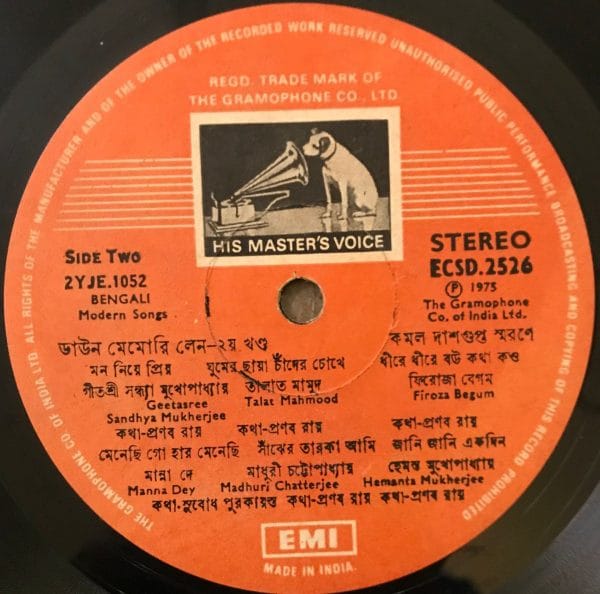 ALL RIGHTS OF THE MANUFACTURER AND OF THE OWNER OF THE RECORDED WORK RESERVED UNAUTHORISED PUBLIC PERFORMANCE BROADCASTING AND COPYING OF THIS RECORD PROHIBITED
REGD. TRADE MARK OF
THE GRAMOPHONE CO., LTD
HIS MASTER'S VOICE
SIDE TWO
2YJE.1052
BENGALI
Modern Songs
STEREO
ECSD.2526
Ⓟ 1975
The Gramophone
Co. of India Ltd.
ডাউন মেমোরি লেন–২য় খণ্ড
কমল দাশগুপ্ত স্মরণে
মন নিয়ে প্রিয় ঘুমের ছায়া চাঁদের চোখে ধীরে ধীরে বউ কথা কও
গীতশ্রী সন্ধ্যা মুখোপাধ্যায় তালাত মামুদ ফিরোজা বেগম
Geetasree Talat Mahmood Firoza Begum
Sandhya Mukherjee
কথা–প্রণব রায় কথা–প্রণব রায় কথা–প্রণব রায়
মেনেছি গো হার মেনেছি সাঁঝের তারকা আমি জানি জানি একদিন
মান্না দে মাধুরী চট্টোপাধ্যায় হেমন্ত মুখোপাধ্যায়
Manna Dey Madhuri Chatterjee Hemanta Mukherjee
কথা–সুবোধ পুরকায়স্থ কথা–প্রণব রায় কথা–প্রণব রায়
EMI
MADE IN INDIA.
THE GRAMOPHONE CO OF INDIA LTD.